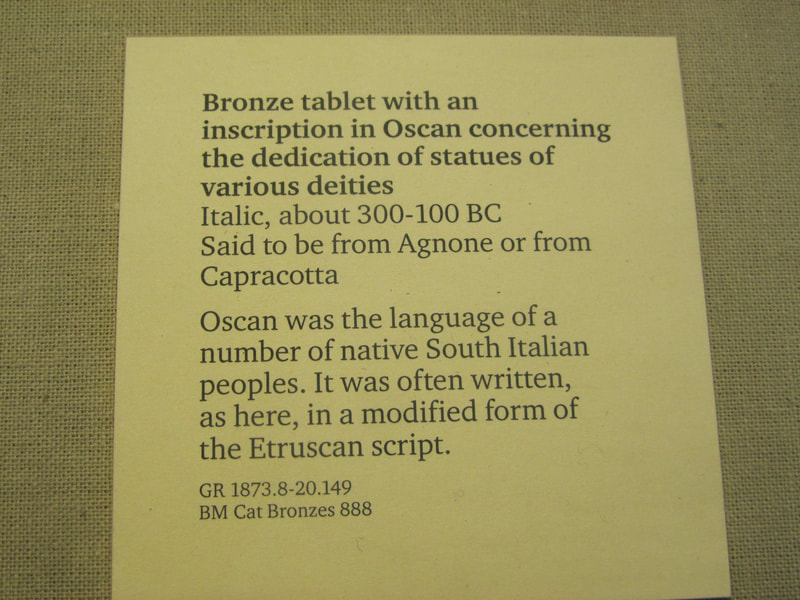 Bronze tablet with an
inscription in Oscan concerning
the dedication of statues of
various deities
Italic, about 300-100 BC
Said to be from Agnone or from
Capracotta
Oscan was the language of a
number of native South Italian
peoples. It was often written,
as here, in a modified form of
the Etruscan script.
GR 1873.8-20.149
BM Cat Bronzes 888